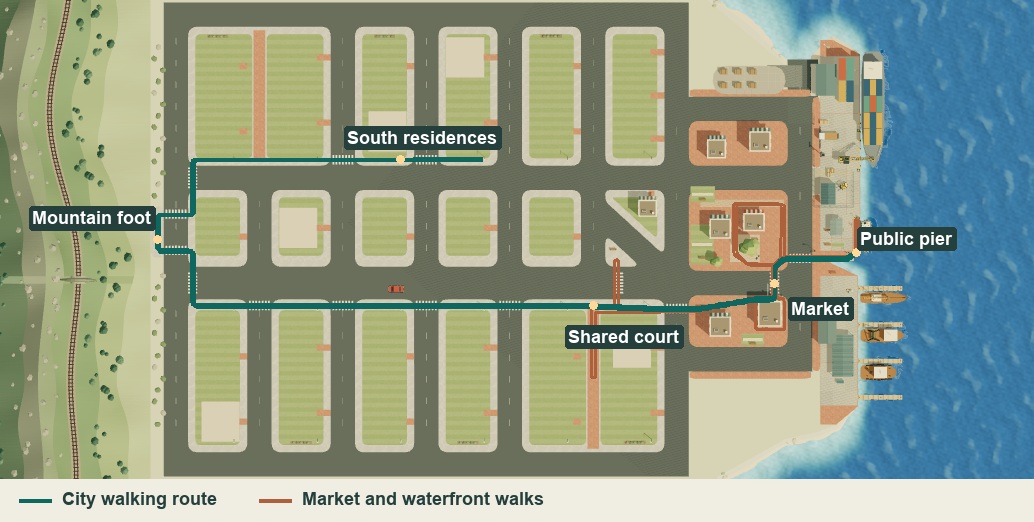 South residences
Mountain foot
Public pier
Market
Shared court
City walking route
Market and waterfront walks